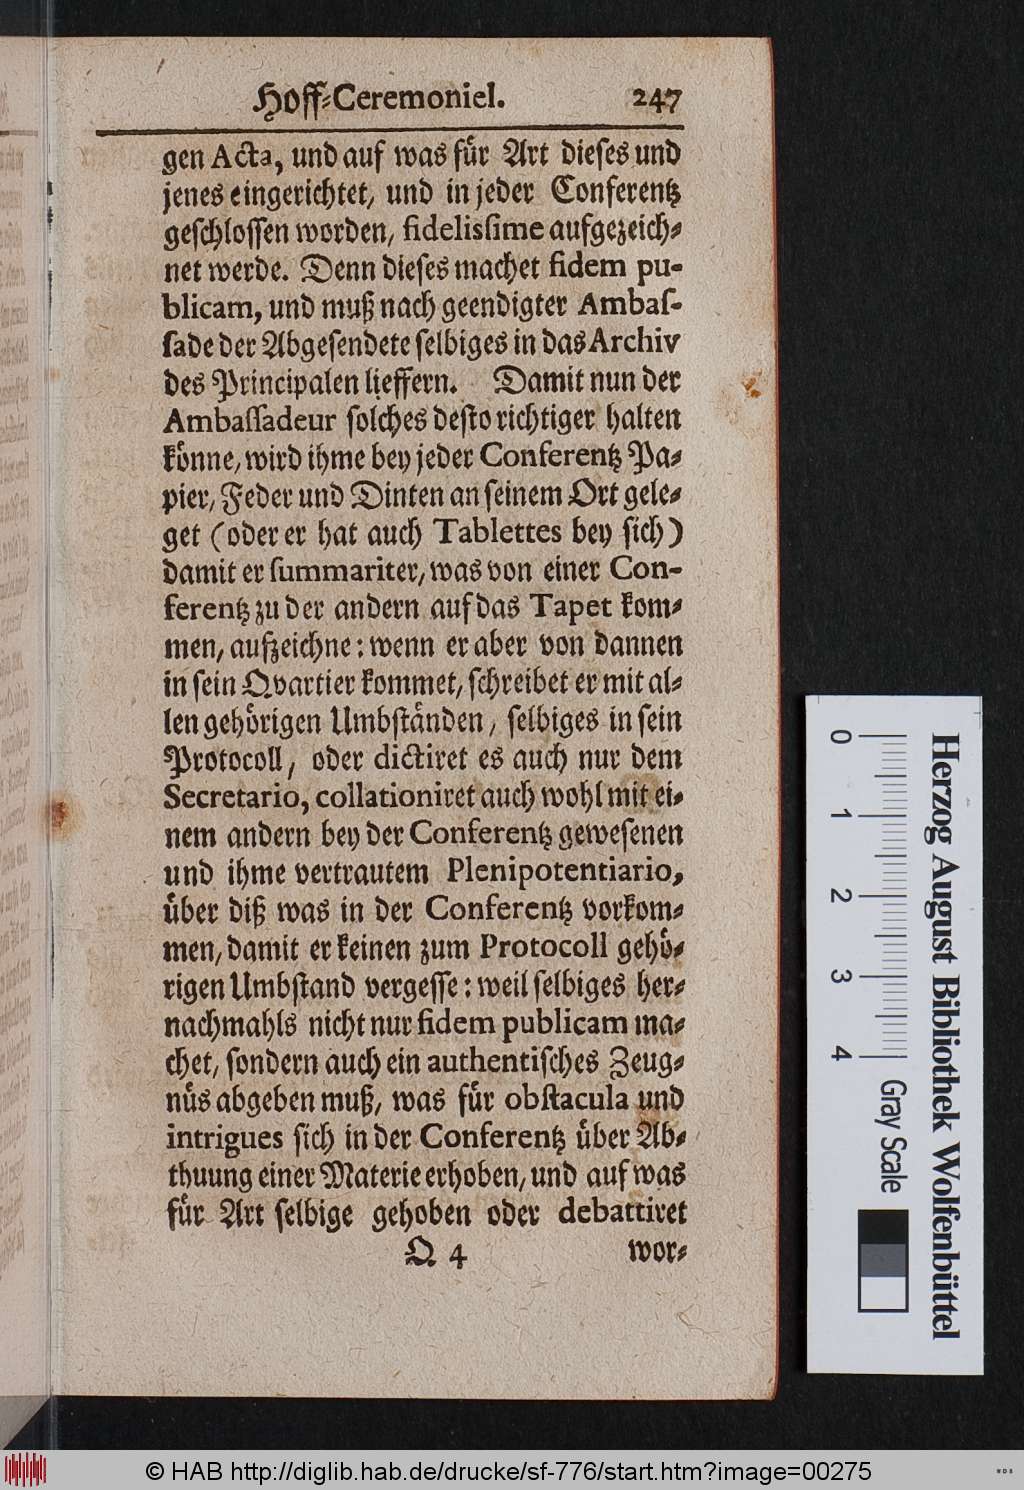 Hoff-Ceremoniel. 247
gen Acta, und auf was für Art dieses und
jenes eingerichtet, und in jeder Conferentz
geschlossen worden, fidelissime aufgezeich-
net werde. Denn dieses machet fidem pu-
blicam, und muß nach geendigter Ambas-
sade der Abgesendete selbiges in das Archiv
des Principalen lieffern. Damit nun der
Ambassadeur solches desto richtiger halten
könne, wird ihme bey jeder Conferentz Pa-
pier, Feder und Dinten an seinem Ort gele-
get (oder er hat auch Tablettes bey sich)
damit er summariter, was von einer Con-
ferentz zu der andern auf das Tapet kom-
men, aufzeichne: wenn er aber von dannen
in sein Qvartier kommet, schreibet er mit al-
len gehörigen Umbständen, selbiges in sein
Protocoll, oder dictiret es auch nur dem
Secretario, collationiret auch wohl mit ei-
nem andern bey der Conferentz gewesenen
und ihme vertrautem Plenipotentiario,
über diß was in der Conferentz vorkom-
men, damit er keinen zum Protocoll gehö-
rigen Umbstand vergesse: weil selbiges her-
nachmahls nicht nur fidem publicam ma-
chet, sondern auch ein authentisches Zeug-
nüs abgeben muß, was für obstacula und
intrigues sich in der Conferentz über Ab-
thuung einer Materie erhoben, und auf was
für Art selbige gehoben oder debattiret
Q 4 wor-
0 1 2 3 4 Gray Scale
Herzog August Bibliothek Wolfenbüttel
© HAB http://diglib.hab.de/drucke/sf-776/start.htm?image=00275